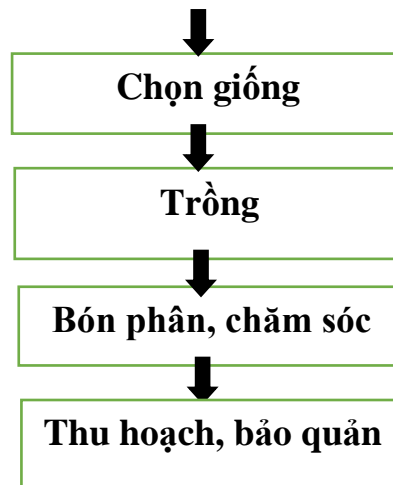 Chọn giống
Trồng
Bón phân, chăm sóc
Thu hoạch, bảo quản